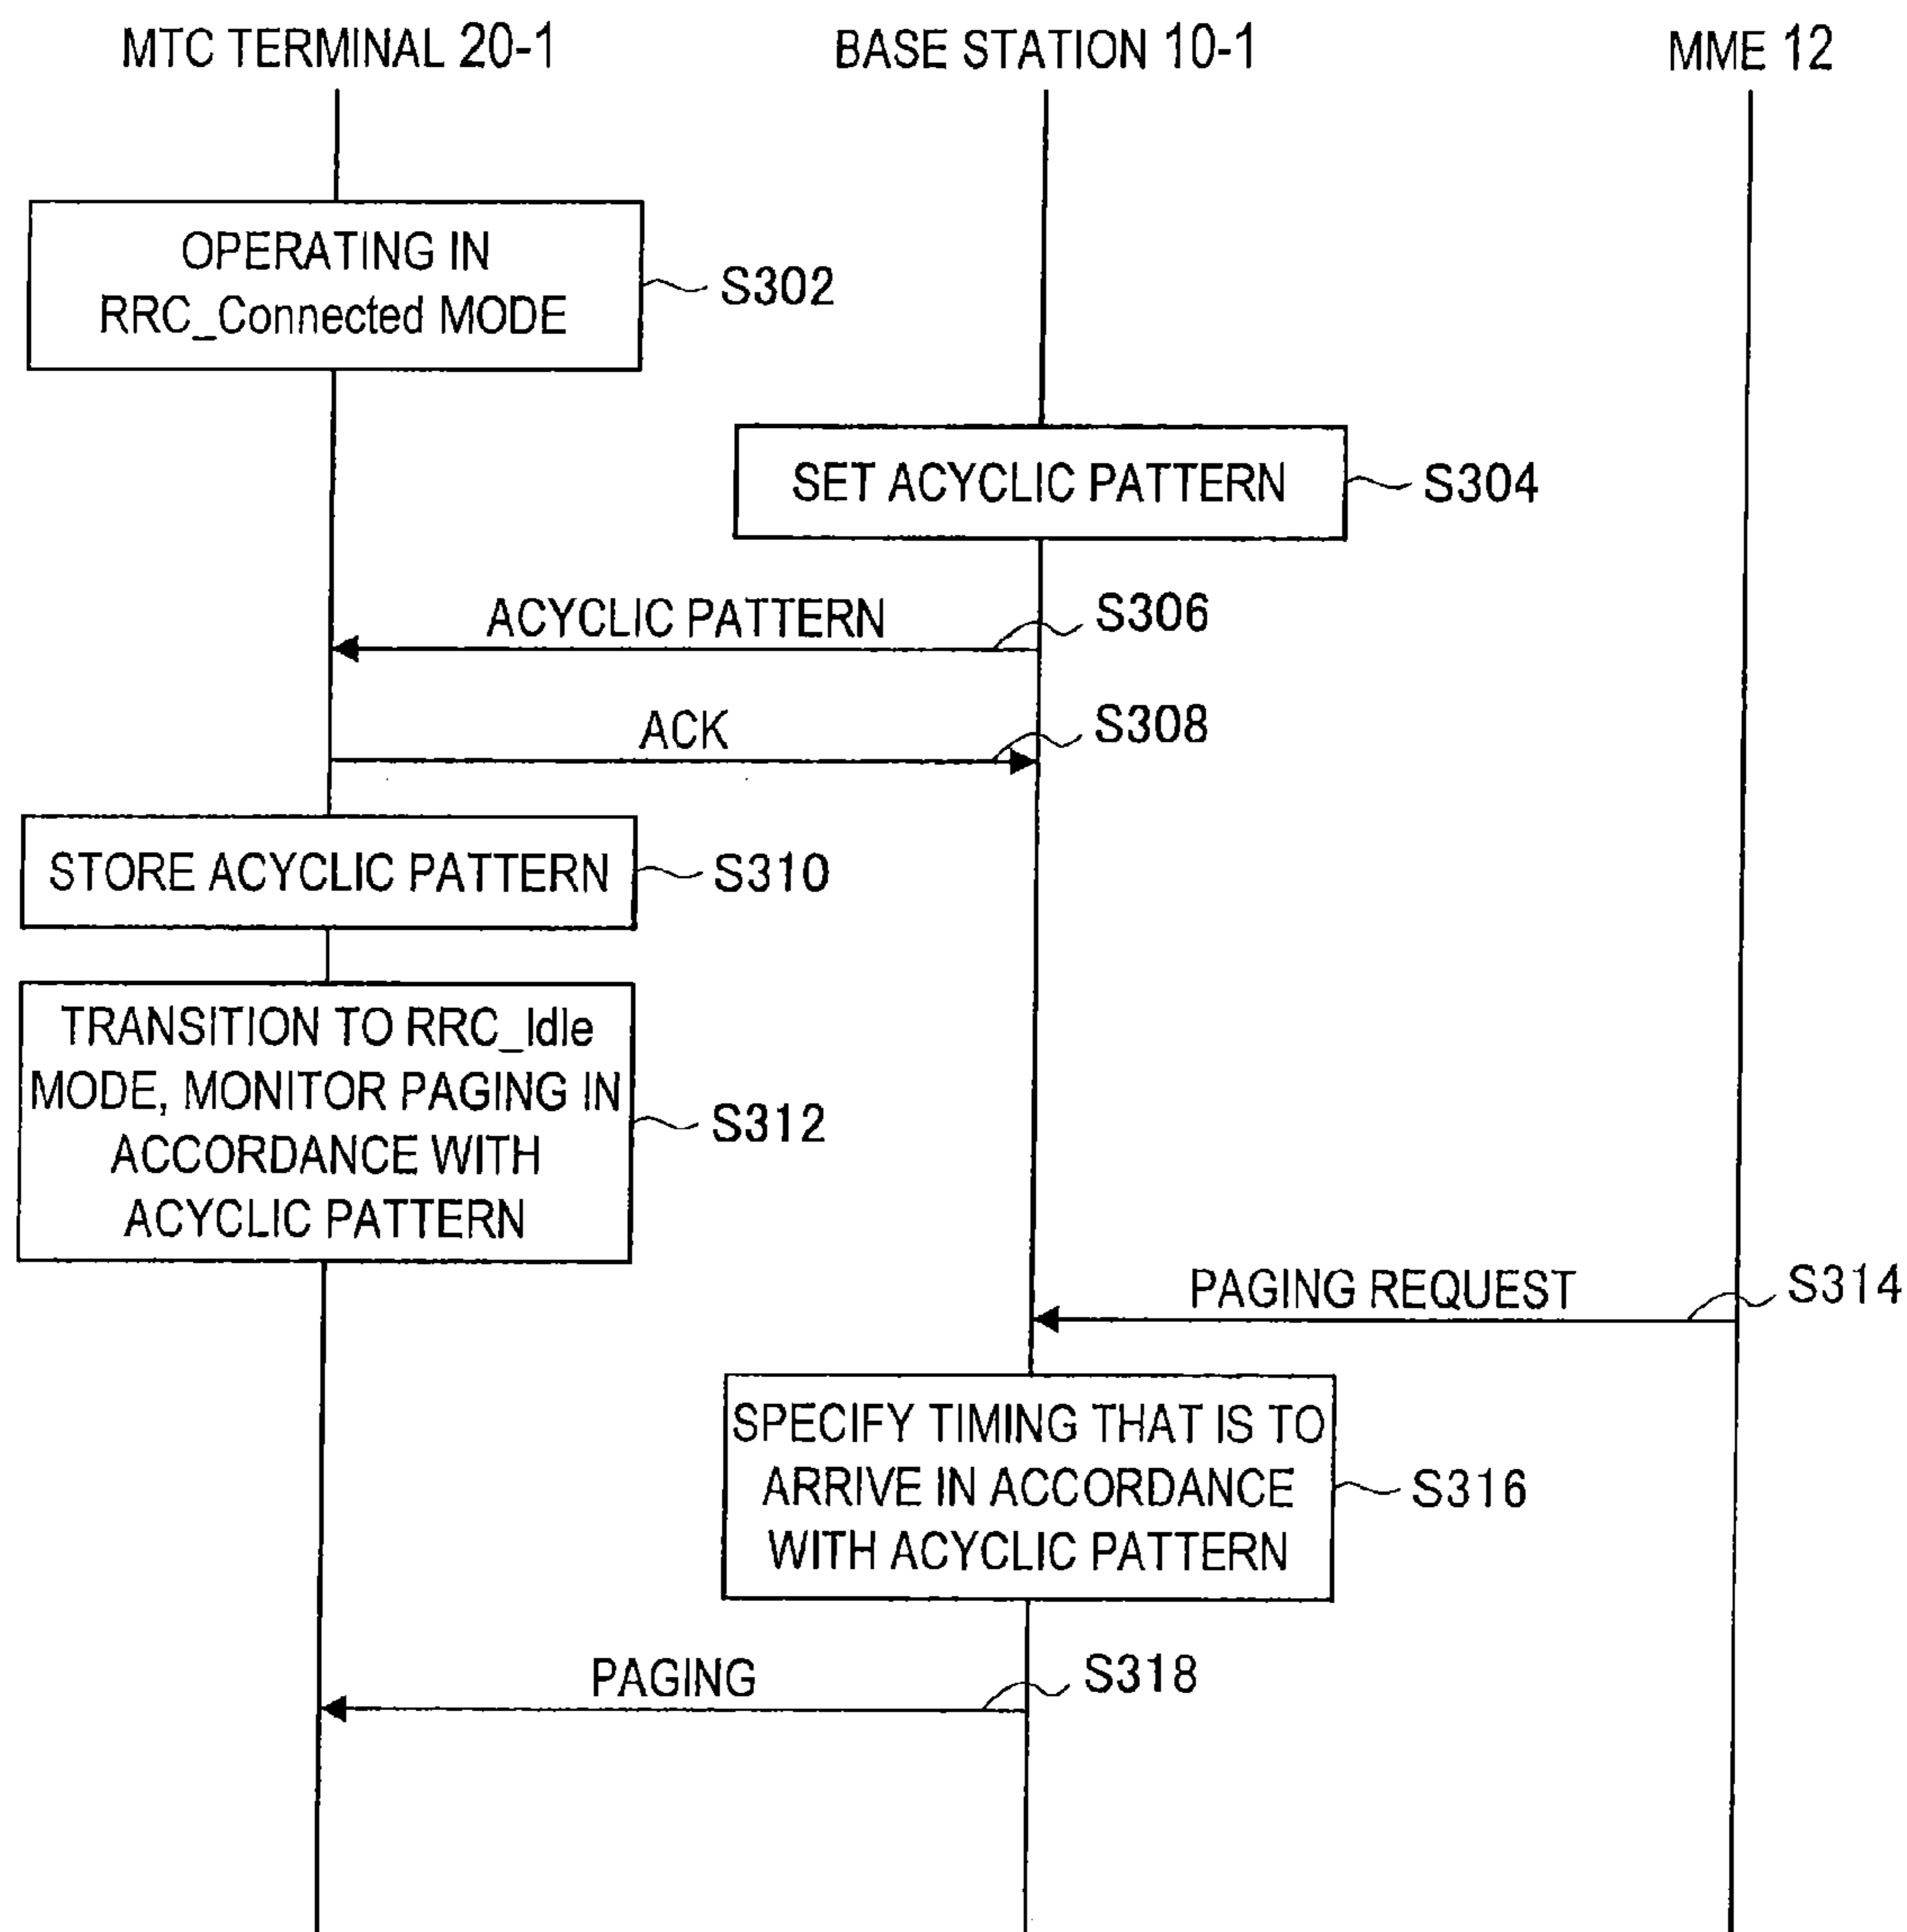 MTC TERMINAL 20-1
BASE STATION 10-1
MME 12
OPERATING IN
RRC_Connected MODE
S302
SET ACYCLIC PATTERN
S304
ACYCLIC PATTERN
S306
ACK
S308
STORE ACYCLIC PATTERN
S310
TRANSITION TO RRC_Idle
MODE, MONITOR PAGING IN
ACCORDANCE WITH
ACYCLIC PATTERN
S312
PAGING REQUEST
S314
SPECIFY TIMING THAT IS TO
ARRIVE IN ACCORDANCE
WITH ACYCLIC PATTERN
S316
PAGING
S318